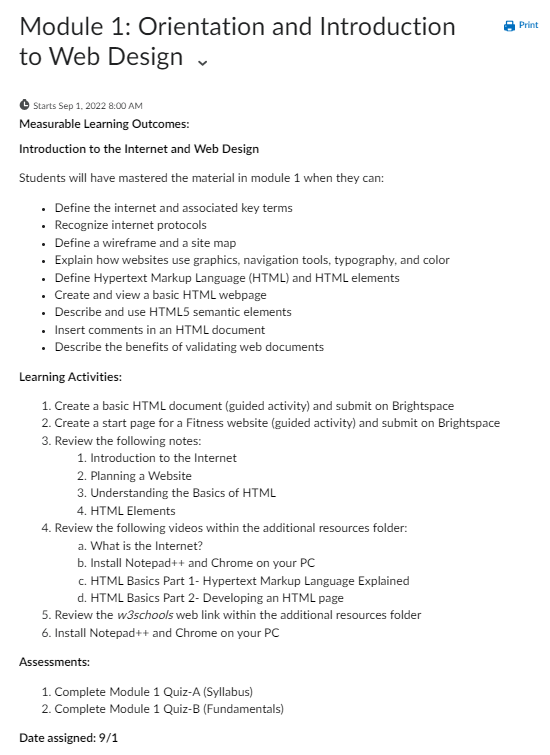 Module 1: Orientation and Introduction
to Web Design
Print
Starts Sep 1, 2022 8:00 AM
Measurable Learning Outcomes:
Introduction to the Internet and Web Design
Students will have mastered the material in module 1 when they can:
• Define the internet and associated key terms
• Recognize internet protocols
• Define a wireframe and a site map
• Explain how websites use graphics, navigation tools, typography, and color
• Define Hypertext Markup Language (HTML) and HTML elements
• Create and view a basic HTML webpage
• Describe and use HTML5 semantic elements
• Insert comments in an HTML document
• Describe the benefits of validating web documents
Learning Activities:
1. Create a basic HTML document (guided activity) and submit on Brightspace
2. Create a start page for a Fitness website (guided activity) and submit on Brightspace
3. Review the following notes:
1. Introduction to the Internet
2. Planning a Website
3. Understanding the Basics of HTML
4. HTML Elements
4. Review the following videos within the additional resources folder:
a. What is the Internet?
b. Install Notepad++ and Chrome on your PC
c. HTML Basics Part 1- Hypertext Markup Language Explained
d. HTML Basics Part 2- Developing an HTML page
5. Review the w3schools web link within the additional resources folder
6. Install Notepad++ and Chrome on your PC
Assessments:
1. Complete Module 1 Quiz-A (Syllabus)
2. Complete Module 1 Quiz-B (Fundamentals)
Date assigned: 9/1